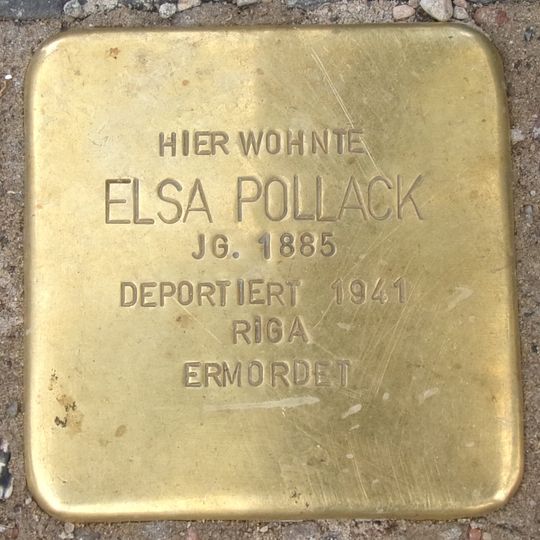 HIER WOHNTE
ELSA POLLACK
JG. 1885
DEPORTIERT 1941
RIGA
ERMORDET